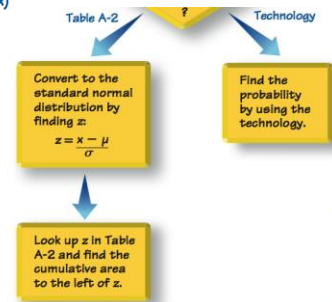 ?
Table A-2
Technology
Convert to the
standard normal
distribution by
finding z:
z = x − μ
σ
Find the
probability
by using the
technology.
Look up z in Table
A-2 and find the
cumulative area
to the left of z.